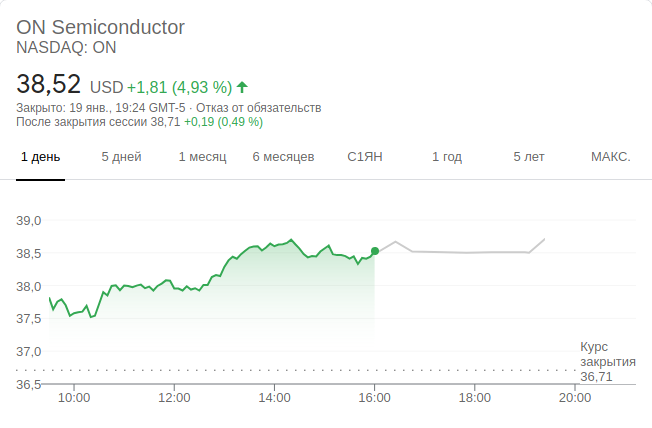 ON Semiconductor
NASDAQ: ON
38,52 USD +1,81 (4,93 %)
Закрыто: 19 янв., 19:24 GMT-5 · Отказ от обязательств
После закрытия сессии 38,71 +0,19 (0,49 %)
1 день 5 дней 1 месяц 6 месяцев С1ЯН 1 год 5 лет МАКС.
39,0
38,5
38,0
37,5
37,0
36,5
Курс
закрытия
36,71
10:00 12:00 14:00 16:00 18:00 20:00